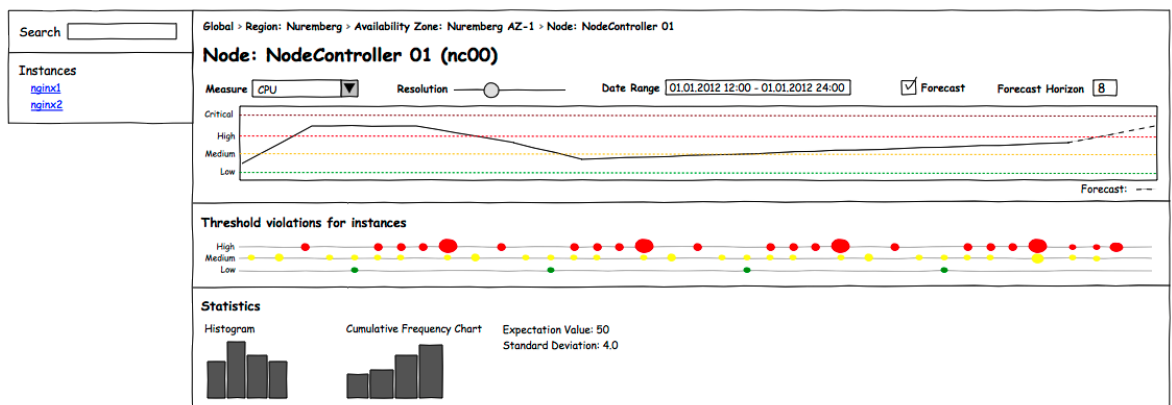 Search
Instances
nginx1
nginx2
Global > Region: Nuremberg > Availability Zone: Nuremberg AZ-1 > Node: NodeController 01
Node: NodeController 01 (nc00)
Measure CPU Resolution Date Range 01.01.2012 12:00 - 01.01.2012 24:00 Forecast Forecast Horizon 8
Critical
High
Medium
Low
Forecast:
Threshold violations for instances
High
Medium
Low
Statistics
Histogram Cumulative Frequency Chart Expectation Value: 50
Standard Deviation: 4.0